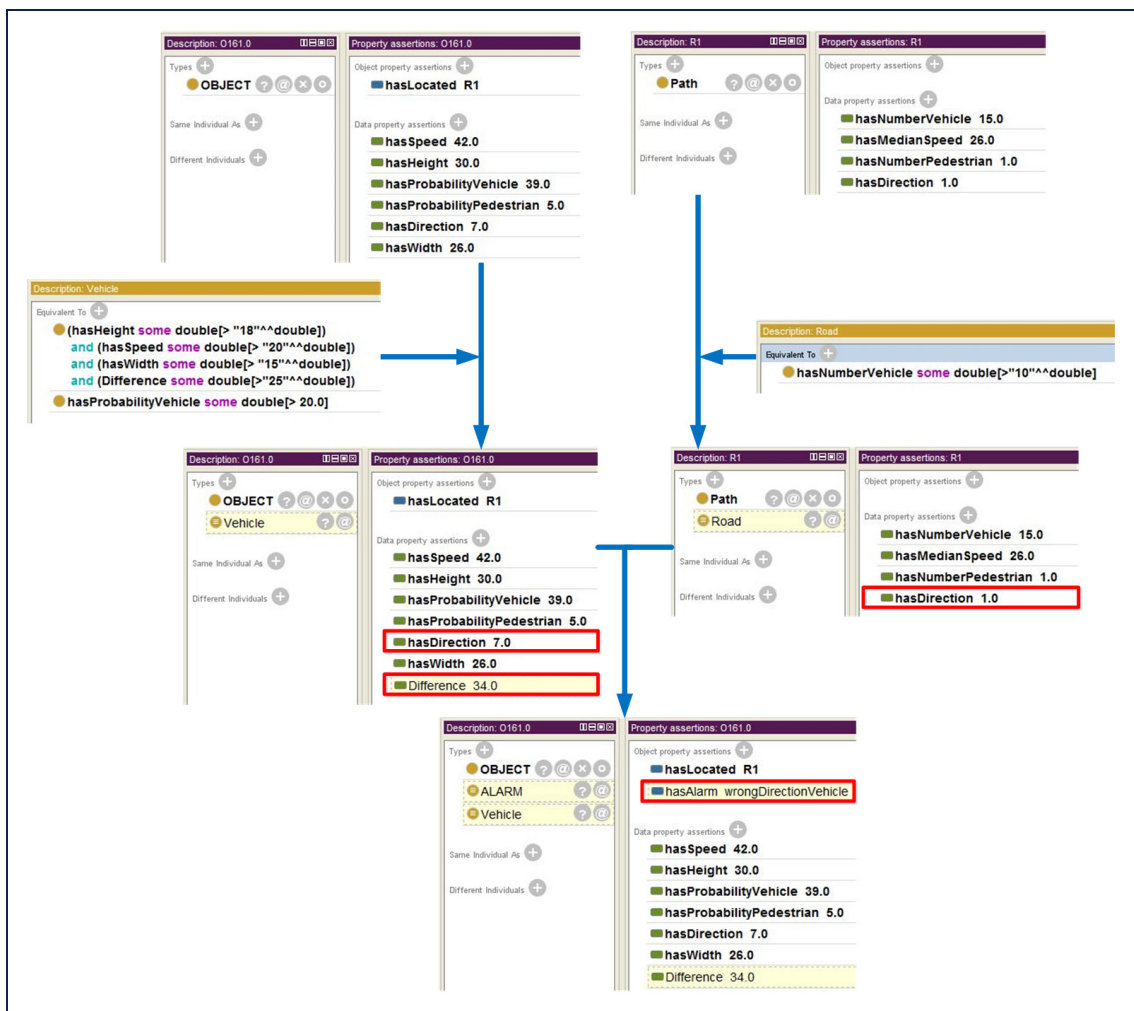 Description: O161.0
Types
OBJECT
Same Individual As
Different Individuals
Property assertions: O161.0
Object property assertions
hasLocated R1
Data property assertions
hasSpeed 42.0
hasHeight 30.0
hasProbabilityVehicle 39.0
hasProbabilityPedestrian 5.0
hasDirection 7.0
hasWidth 26.0
Description: R1
Types
Path
Same Individual As
Different Individuals
Property assertions: R1
Object property assertions
Data property assertions
hasNumberVehicle 15.0
hasMedianSpeed 26.0
hasNumberPedestrian 1.0
hasDirection 1.0
Description: Vehicle
Equivalent To
(hasHeight some double[> "18"^^double])
and (hasSpeed some double[> "20"^^double])
and (hasWidth some double[> "15"^^double])
and (Difference some double[>"25"^^double])
hasProbabilityVehicle some double[> 20.0]
Description: Road
Equivalent To
hasNumberVehicle some double[>"10"^^double]
Description: O161.0
Types
OBJECT
Vehicle
Same Individual As
Different Individuals
Property assertions: O161.0
Object property assertions
hasLocated R1
Data property assertions
hasSpeed 42.0
hasHeight 30.0
hasProbabilityVehicle 39.0
hasProbabilityPedestrian 5.0
hasDirection 7.0
hasWidth 26.0
Difference 34.0
Description: R1
Types
Path
Road
Same Individual As
Different Individuals
Property assertions: R1
Object property assertions
Data property assertions
hasNumberVehicle 15.0
hasMedianSpeed 26.0
hasNumberPedestrian 1.0
hasDirection 1.0
Description: O161.0
Types
OBJECT
ALARM
Vehicle
Same Individual As
Different Individuals
Property assertions: O161.0
Object property assertions
hasLocated R1
hasAlarm wrongDirectionVehicle
Data property assertions
hasSpeed 42.0
hasHeight 30.0
hasProbabilityVehicle 39.0
hasProbabilityPedestrian 5.0
hasDirection 7.0
hasWidth 26.0
Difference 34.0